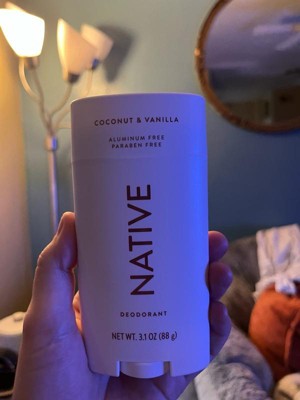 COCONUT & VANILLA
ALUMINUM FREE
PARABEN FREE
NATIVE
DEODORANT
NET WT. 3.1 OZ (88 g)